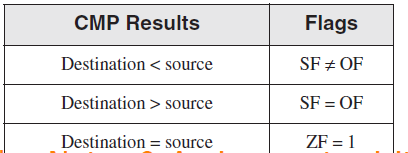 CMP Results Flags
Destination < source SF ≠ OF
Destination > source SF = OF
Destination = source ZF = 1